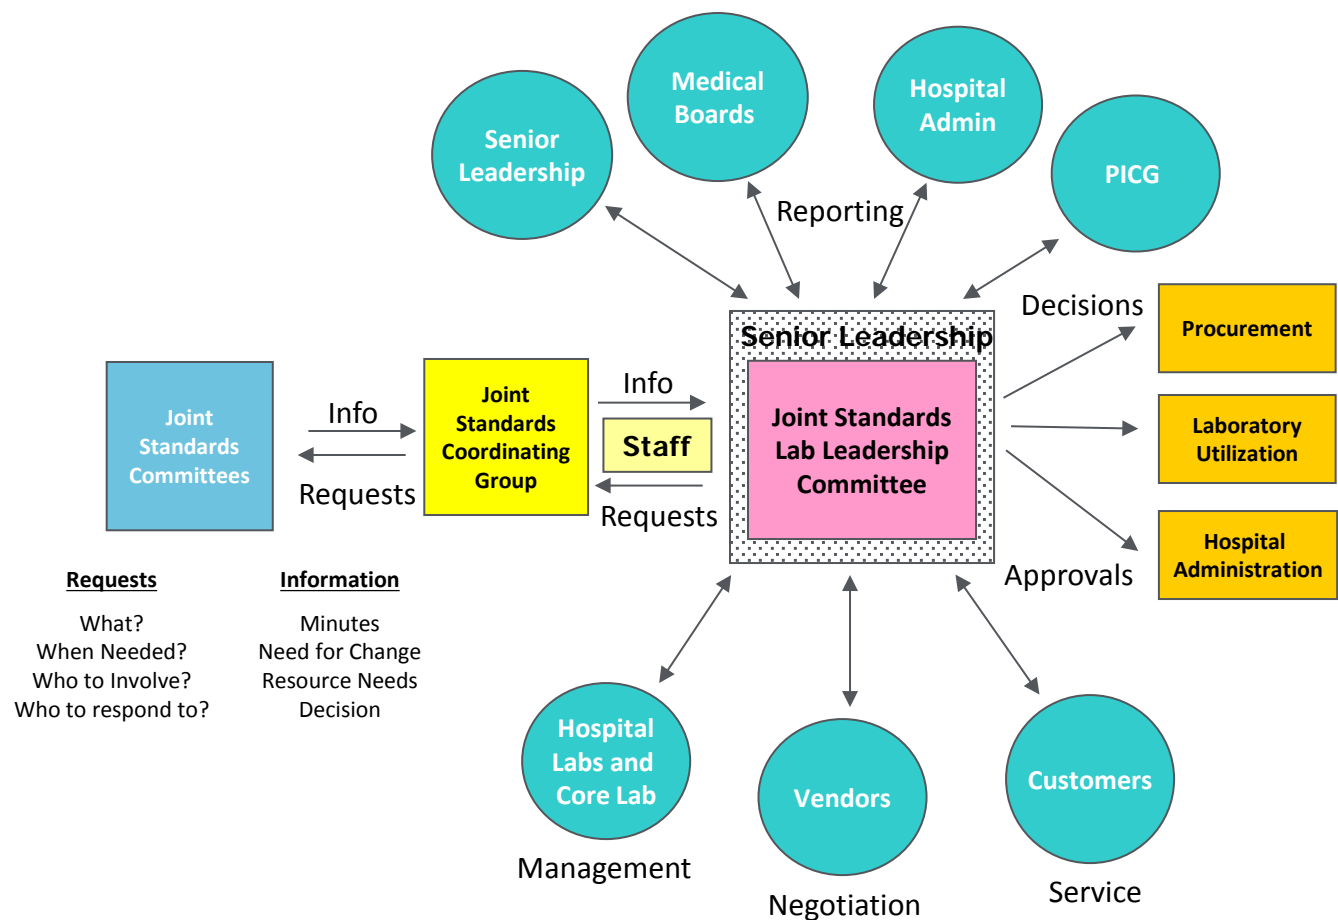 Senior
Leadership
Medical
Boards
Hospital
Admin
PICG
Reporting
Decisions
Procurement
Laboratory
Utilization
Hospital
Administration
Approvals
Senior Leadership
Joint Standards
Lab Leadership
Committee
Joint
Standards
Committees
Info
Requests
Joint
Standards
Coordinating
Group
Info
Staff
Requests
Requests
What?
When Needed?
Who to Involve?
Who to respond to?
Information
Minutes
Need for Change
Resource Needs
Decision
Hospital
Labs and
Core Lab
Management
Vendors
Negotiation
Customers
Service